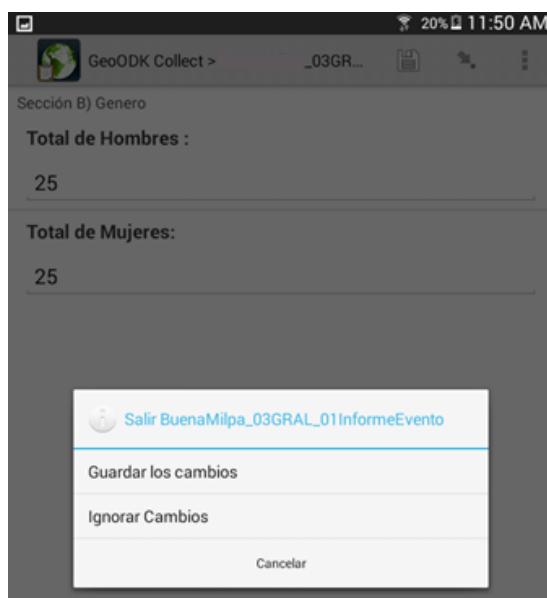 20% 11:50 AM
GeoODK Collect > _03GR...
Sección B) Genero
Total de Hombres :
25
Total de Mujeres:
25
Salir BuenaMilpa_03GRAL_01InformeEvento
Guardar los cambios
Ignorar Cambios
Cancelar